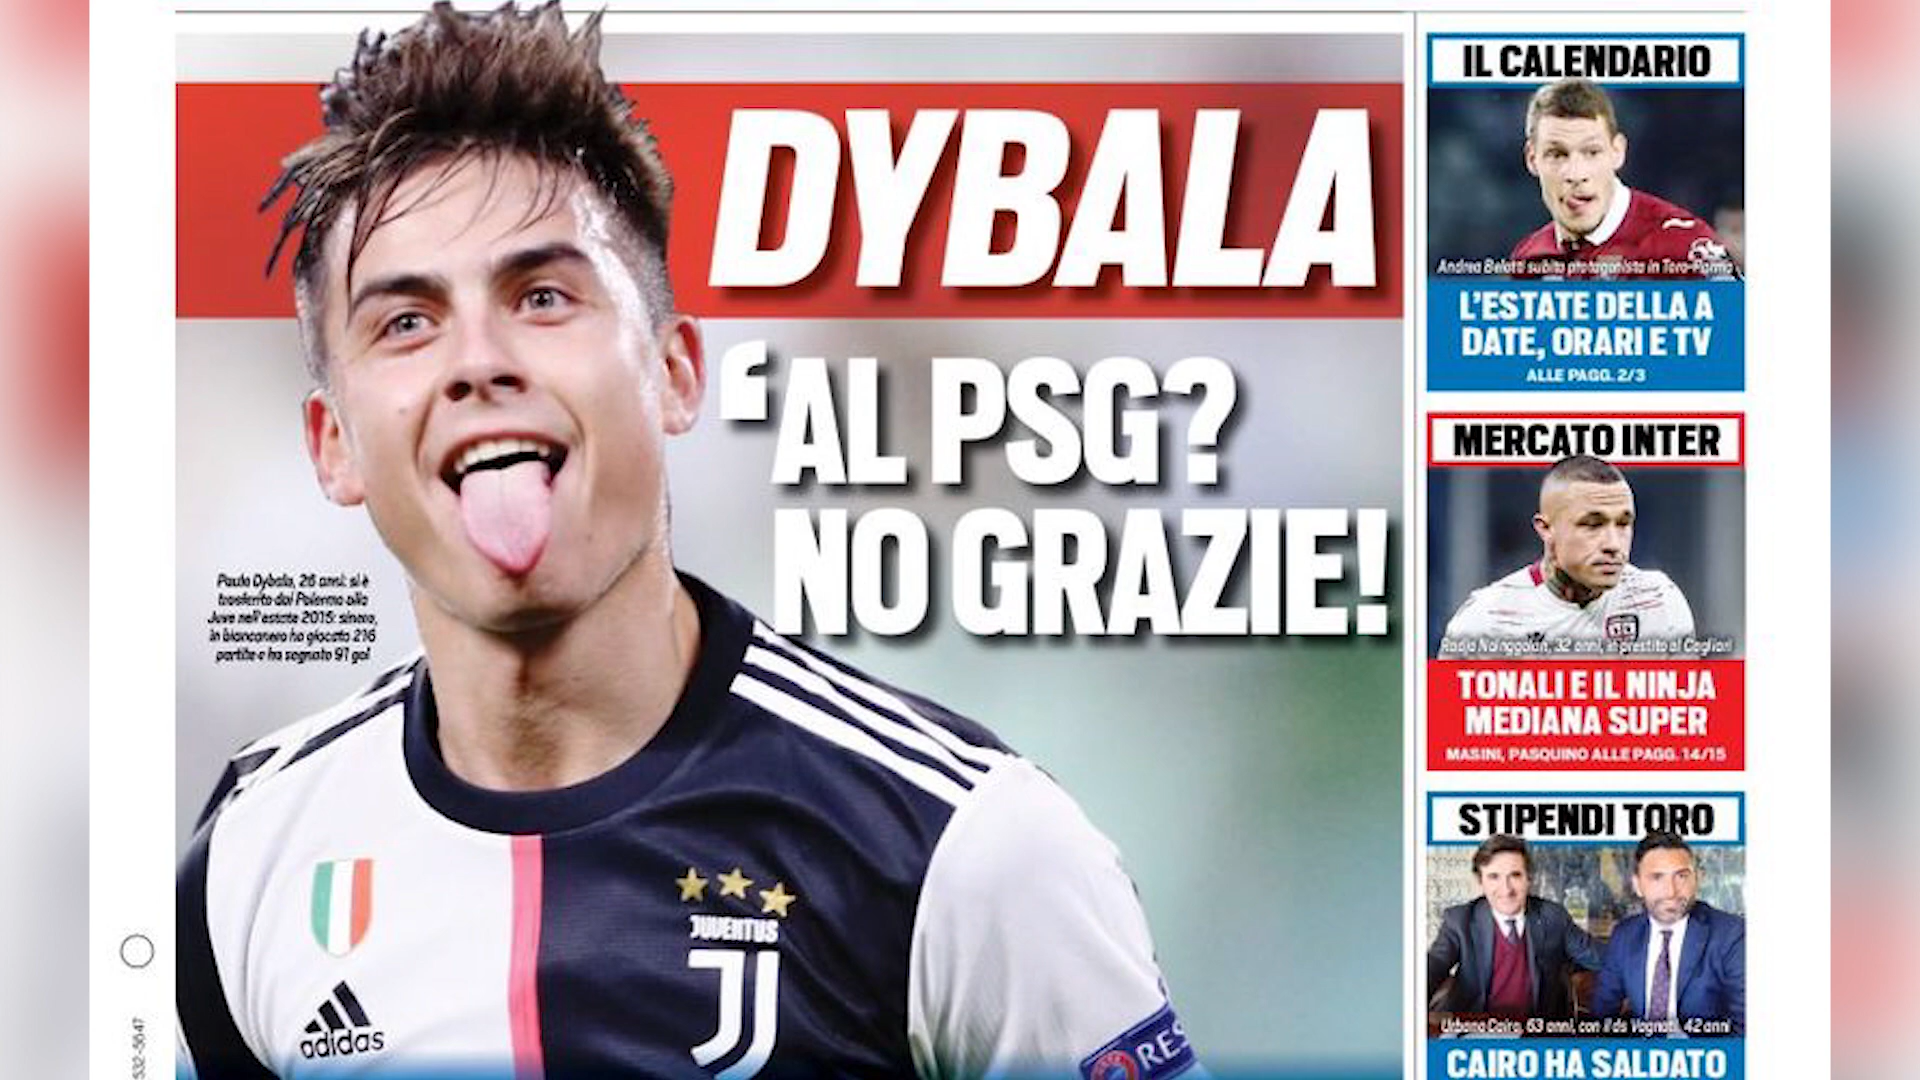 DYBALA
‘AL PSG?
NO GRAZIE!
Paulo Dybala, 26 anni: si è
trasferito dal Palermo alla
Juve nell'estate 2015: sinora,
in bianconero ha giocato 216
partite e ha segnato 91 gol
JUVENTUS
adidas
RES
532-5647
IL CALENDARIO
Andrea Belotti subito protagonista in Toro-Parma
L'ESTATE DELLA A
DATE, ORARI E TV
ALLE PAGG. 2/3
MERCATO INTER
Radja Nainggolan, 32 anni, in prestito al Cagliari
TONALI E IL NINJA
MEDIANA SUPER
MASINI, PASQUINO ALLE PAGG. 14/15
STIPENDI TORO
Urbano Cairo, 63 anni, con il ds Vagnati, 42 anni
CAIRO HA SALDATO